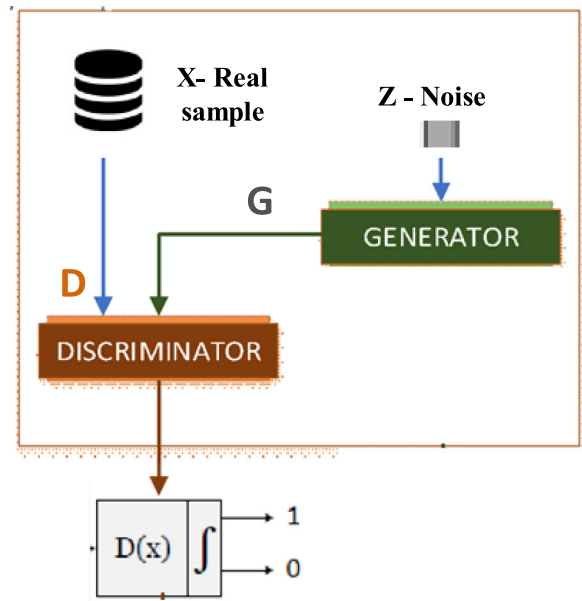 X- Real
sample
Z - Noise
G
GENERATOR
D
DISCRIMINATOR
D(x) ∫
1
0